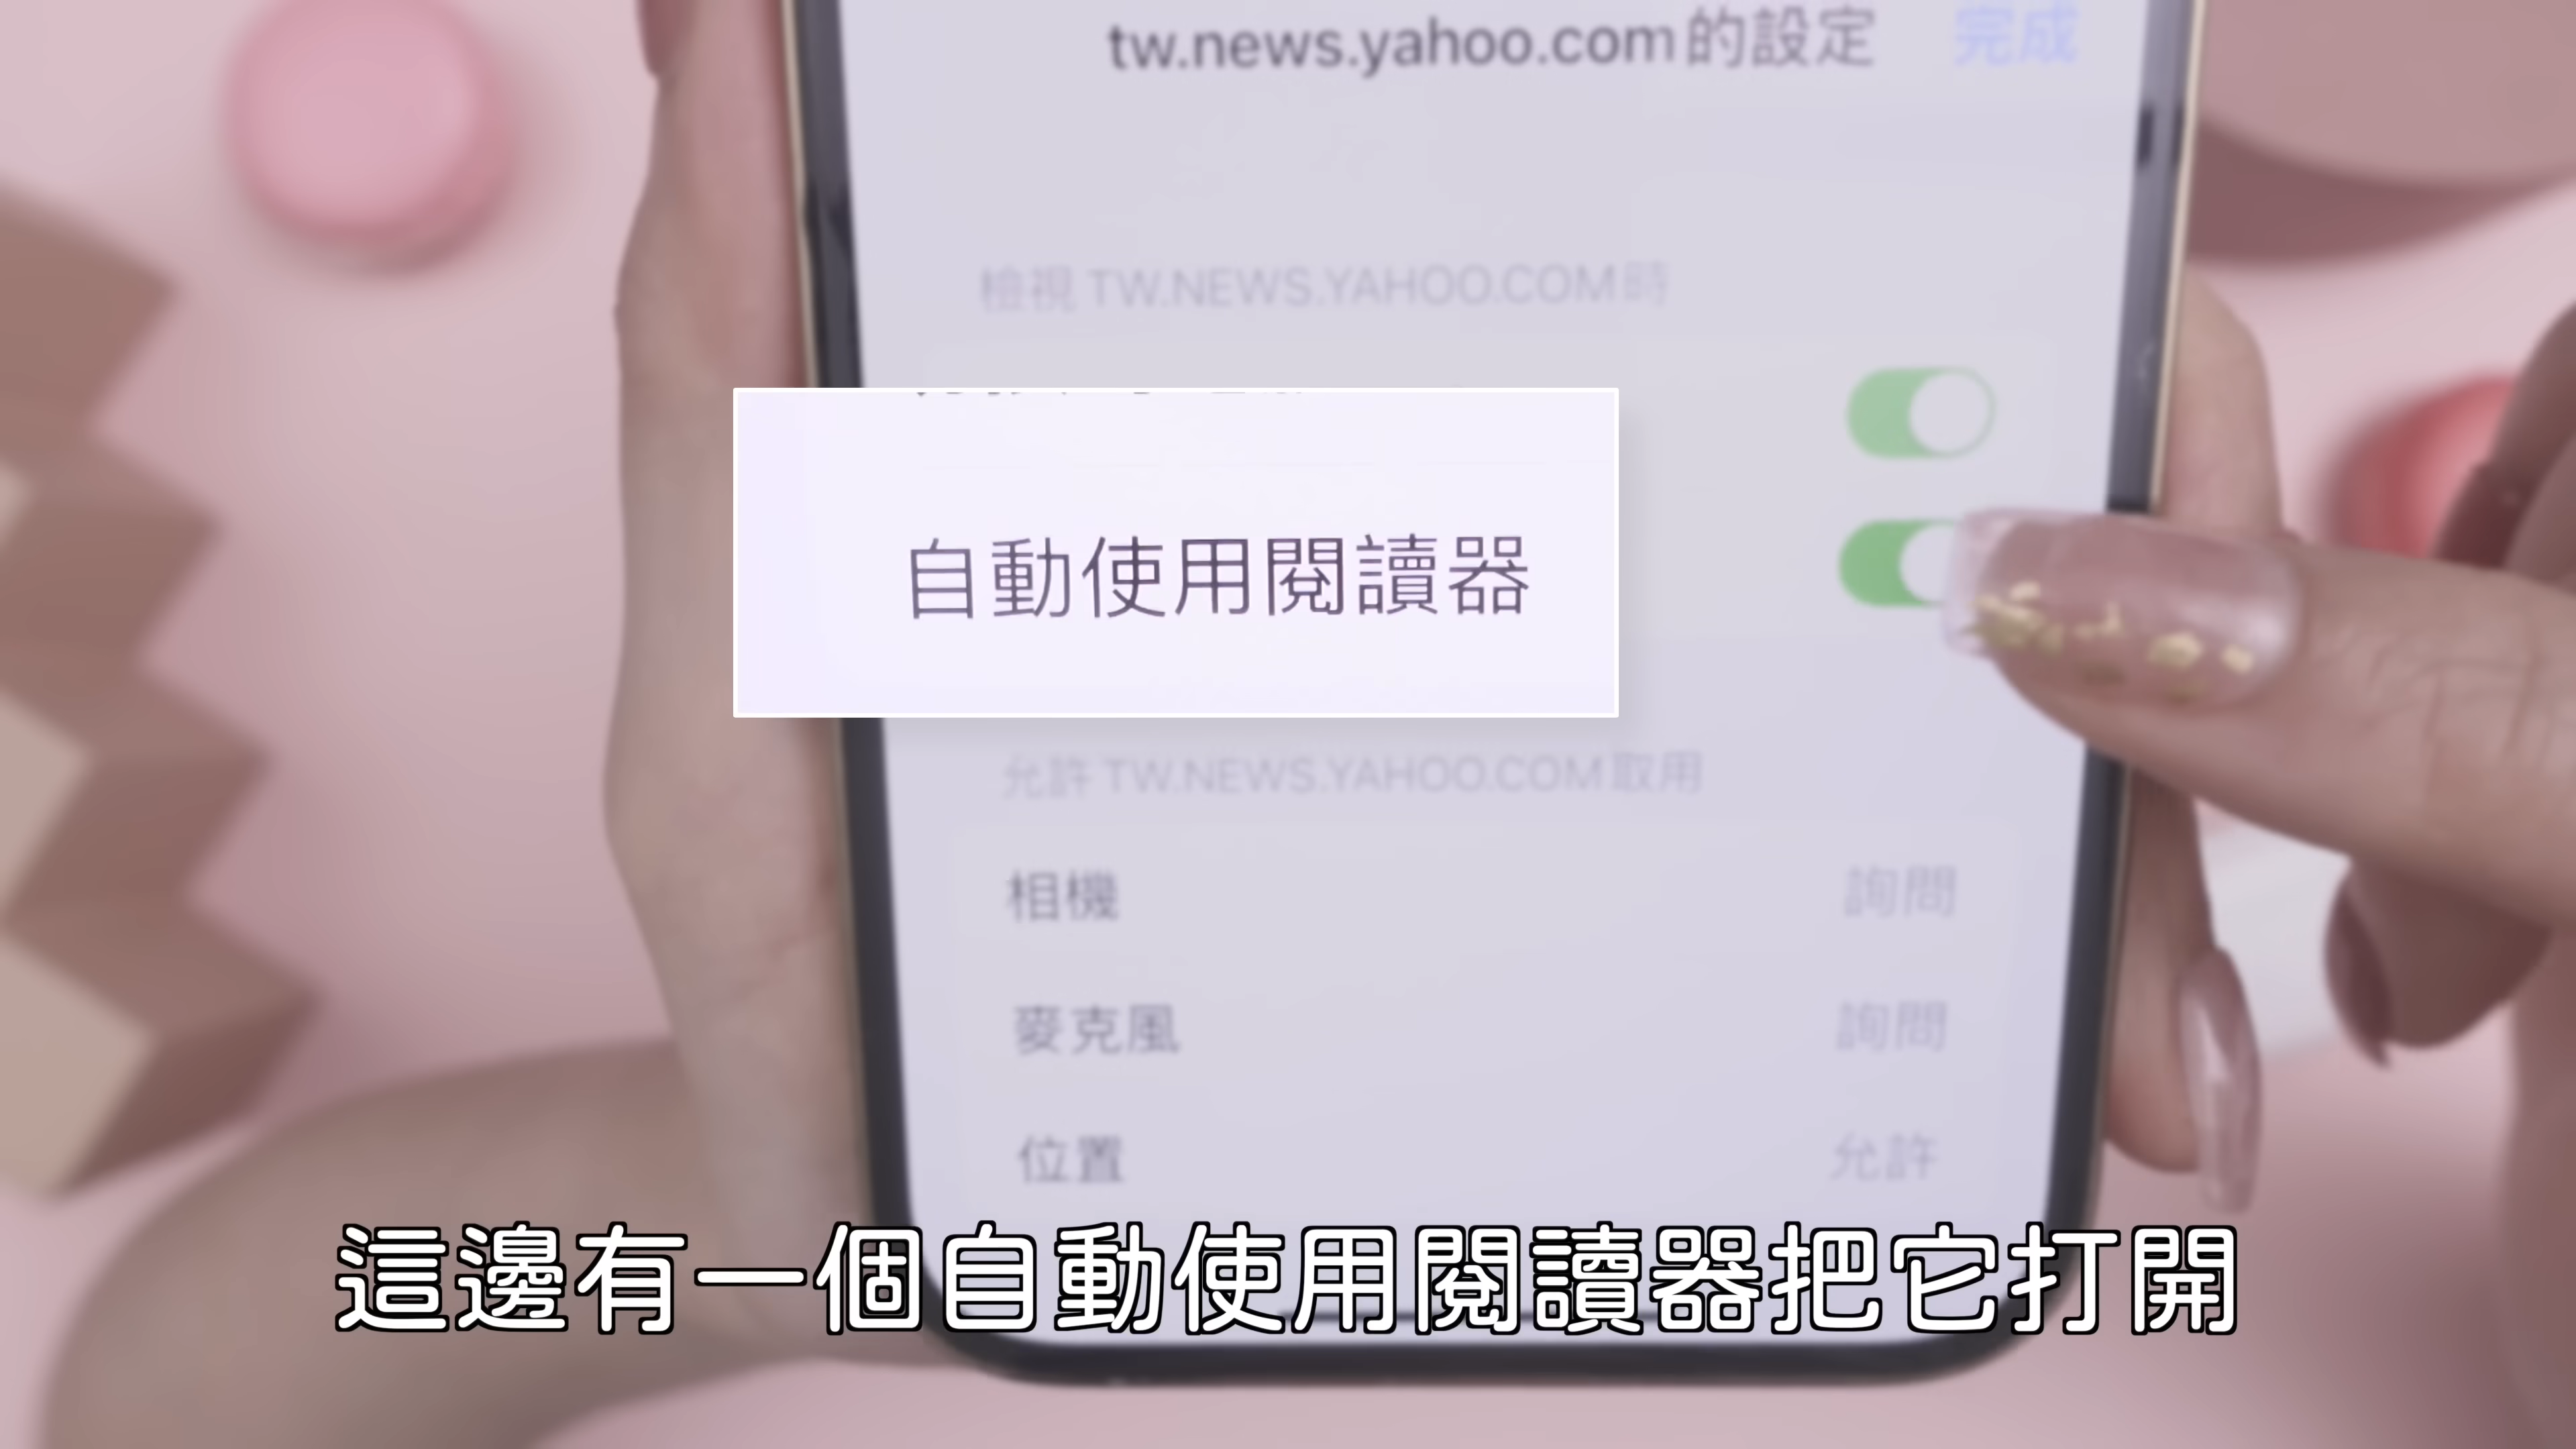 tw.news.yahoo.com的設定 完成
檢視 TW.NEWS.YAHOO.COM時
自動使用閱讀器
允許 TW.NEWS.YAHOO.COM取用
相機 詢問
麥克風 詢問
位置 允許
這邊有一個自動使用閱讀器把它打開